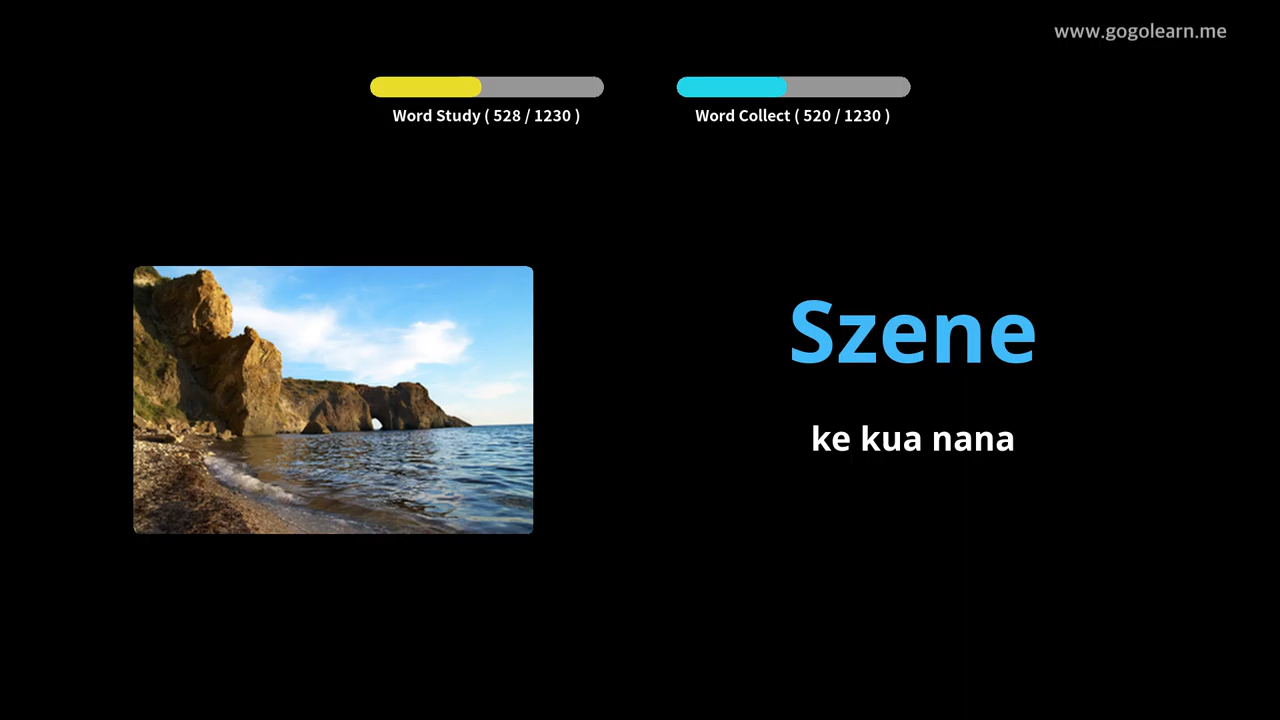 www.gogolearn.me
Word Study ( 528 / 1230 )
Word Collect ( 520 / 1230 )
Szene
ke kua nana